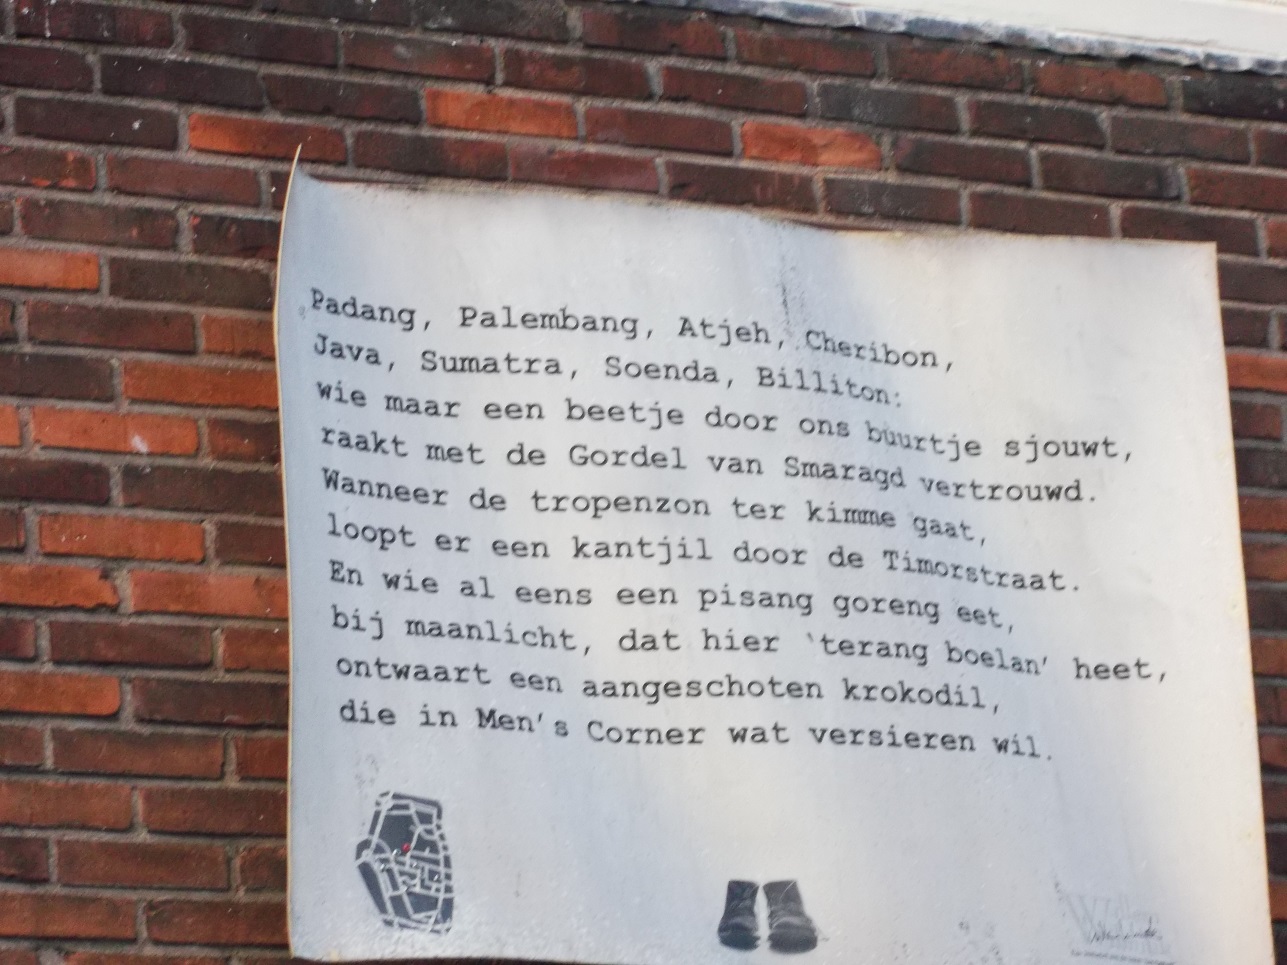 Padang, Palembang, Atjeh, Cheribon,
Java, Sumatra, Soenda, Billiton:
wie maar een beetje door ons buurtje sjouwt,
raakt met de Gordel van Smaragd vertrouwd.
Wanneer de tropenzon ter kimme gaat,
loopt er een kantjil door de Timorstraat.
En wie al eens een pisang goreng eet,
bij maanlicht, dat hier 'terang boelan' heet,
ontwaart een aangeschoten krokodil,
die in Men's Corner wat versieren wil.